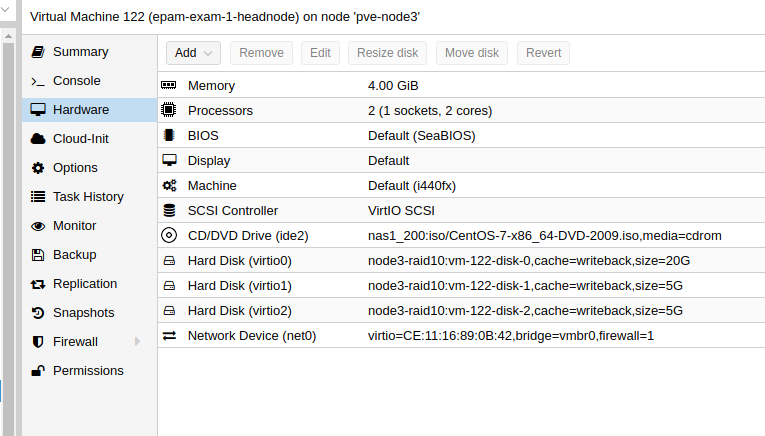 Virtual Machine 122 (epam-exam-1-headnode) on node 'pve-node3'
Summary
Console
Hardware
Cloud-Init
Options
Task History
Monitor
Backup
Replication
Snapshots
Firewall
Permissions
Add Remove Edit Resize disk Move disk Revert
Memory 4.00 GiB
Processors 2 (1 sockets, 2 cores)
BIOS Default (SeaBIOS)
Display Default
Machine Default (i440fx)
SCSI Controller VirtIO SCSI
CD/DVD Drive (ide2) nas1_200:iso/CentOS-7-x86_64-DVD-2009.iso,media=cdrom
Hard Disk (virtio0) node3-raid10:vm-122-disk-0,cache=writeback,size=20G
Hard Disk (virtio1) node3-raid10:vm-122-disk-1,cache=writeback,size=5G
Hard Disk (virtio2) node3-raid10:vm-122-disk-2,cache=writeback,size=5G
Network Device (net0) virtio=CE:11:16:89:0B:42,bridge=vmbr0,firewall=1